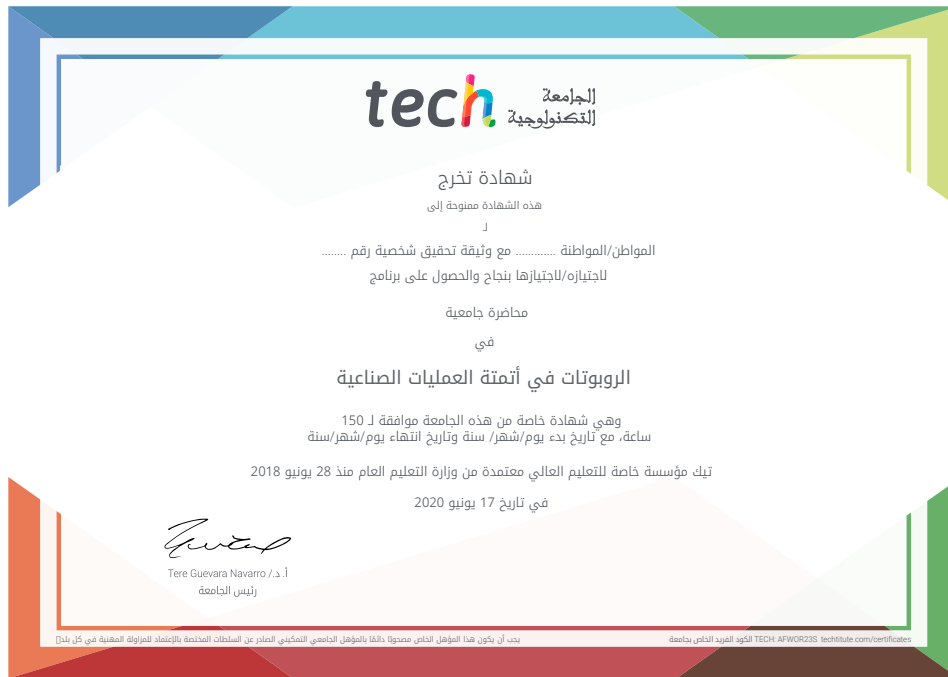 tech الجامعة
التكنولوجية
شهادة تخرج
هذه الشهادة ممنوحة إلى
لـ
المواطن/المواطنة ............. مع وثيقة تحقيق شخصية رقم ........
لاجتيازه/لاجتيازها بنجاح والحصول على برنامج
محاضرة جامعية
في
الروبوتات في أتمتة العمليات الصناعية
وهي شهادة خاصة من هذه الجامعة موافقة لـ 150
ساعة، مع تاريخ بدء يوم/شهر/ سنة وتاريخ انتهاء يوم/شهر/سنة
تيك مؤسسة خاصة للتعليم العالي معتمدة من وزارة التعليم العام منذ 28 يونيو 2018
في تاريخ 17 يونيو 2020
أ. د./ Tere Guevara Navarro
رئيس الجامعة
يجب أن يكون هذا المؤهل الخاص مصحوبًا دائمًا بالمؤهل الجامعي التمكيني الصادر عن السلطات المختصة بالإعتماد للمزاولة المهنية في كل بلد
الكود الفريد الخاص بجامعة TECH: AFWOR23S techtitute.com/certificates